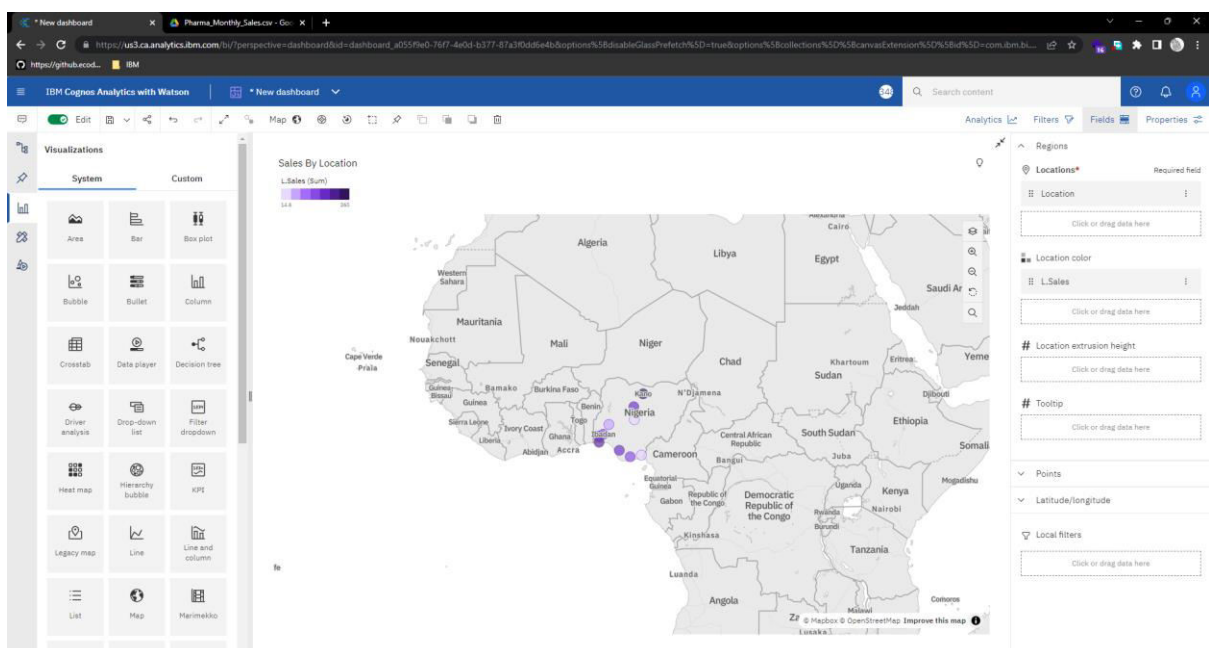 * New dashboard
Pharma_Monthly_Sales.csv - Goo
https://us3.ca.analytics.ibm.com/bi/?perspective=dashboard&id=dashboard_a055f9e0-76f7-4e0d-b377-87a3f0dd6e4b&options%5BdisableGlassPrefetch%5D=true&options%5Bcollections%5D%5BcanvasExtension%5D%5Bid%5D=com.ibm.bi....
https://github.ecod...
IBM
IBM Cognos Analytics with Watson
* New dashboard
Search content
Edit
Map
Analytics
Filters
Fields
Properties
Visualizations
System
Custom
Area
Bar
Box plot
Bubble
Bullet
Column
Crosstab
Data player
Decision tree
Driver
analysis
Drop-down
list
Filter
dropdown
Heat map
Hierarchy
bubble
KPI
Legacy map
Line
Line and
column
List
Map
Marimekko
Sales By Location
L.Sales (Sum)
Cairo
Algeria
Libya
Egypt
Western
Sahara
Saudi Ar
Jeddah
Mauritania
Nouakchott
Mali
Niger
Cape Verde
Praia
Senegal
Chad
Khartoum
Sudan
Eritrea
Yeme
Guinea-
Bissau
Guinea
Bamako
Burkina Faso
Kano
N'Djamena
Djibouti
Benin
Nigeria
Sierra Leone
Ivory Coast
Togo
Ibadan
Ethiopia
Liberia
Ghana
Central African
Republic
South Sudan
Somali
Abidjan
Accra
Cameroon
Bangui
Juba
Equatorial
Guinea
Mogadishu
Gabon
Republic of
the Congo
Democratic
Republic of
the Congo
Uganda
Kenya
Rwanda
Nairobi
Burundi
Kinshasa
Tanzania
fe
Luanda
Angola
Comoros
Malawi
Za
© Mapbox © OpenStreetMap Improve this map
Lusaka
Regions
Locations*
Required field
Location
Click or drag data here
Location color
L.Sales
Click or drag data here
# Location extrusion height
Click or drag data here
# Tooltip
Click or drag data here
Points
Latitude/longitude
Local filters
Click or drag data here